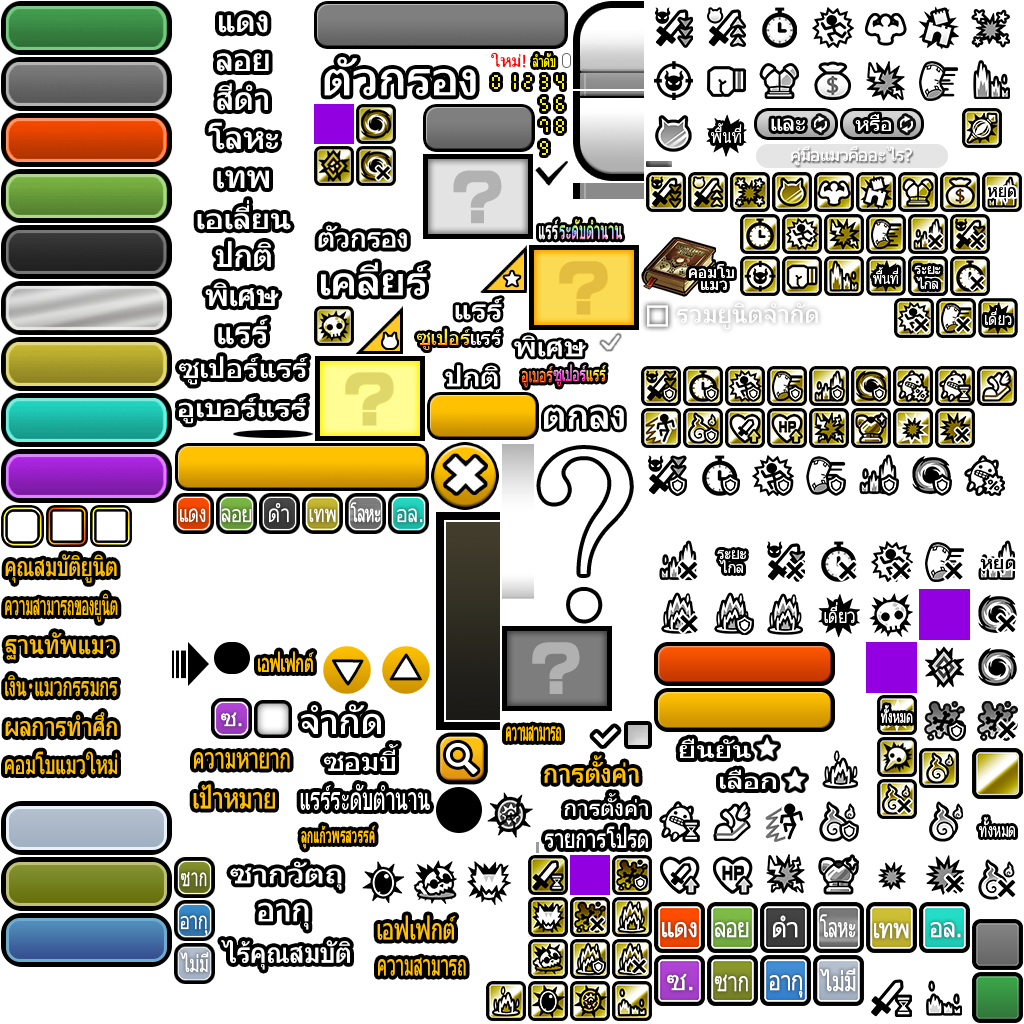 แดง
ลอย
สีดำ
โลหะ
เทพ
เอเลี่ยน
ปกติ
พิเศษ
แรร์
ซูเปอร์แรร์
อูเบอร์แรร์
ใหม่! ลำดับ
ตัวกรอง
0 1 2 3 4
5 6
7 8
9
?
แรร์ระดับตำนาน
ตัวกรอง
เคลียร์
?
แรร์
ซูเปอร์แรร์
พิเศษ
อูเบอร์ซูเปอร์แรร์
?
ปกติ
ตกลง
แดง ลอย ดำ เทพ โลหะ อล.
?
?
คุณสมบัติยูนิต
ความสามารถของยูนิต
ฐานทัพแมว
เงิน·แมวกรรมกร
ผลการทำศึก
คอมโบแมวใหม่
เอฟเฟกต์
ซ.
จำกัด
ความหายาก
ซอมบี้
เป้าหมาย
แรร์ระดับตำนาน
ลูกแก้วพรสวรรค์
ความสามารถ
การตั้งค่า
การตั้งค่า
รายการโปรด
ซาก
อากุ
ไม่มี
ซากวัตถุ
อากุ
ไร้คุณสมบัติ
เอฟเฟกต์
ความสามารถ
$
พื้นที่
และ
หรือ
คู่มือแมวคืออะไร?
$
หยุด
คอมโบ
แมว
พื้นที่
ระยะ
ไกล
รวมยูนิตจำกัด
เดี่ยว
%
HP
%
ระยะ
ไกล
หยุด
เดี่ยว
ทั้งหมด
ยืนยัน
เลือก
ทั้งหมด
HP
แดง ลอย ดำ โลหะ เทพ อล.
ซ. ซาก อากุ ไม่มี